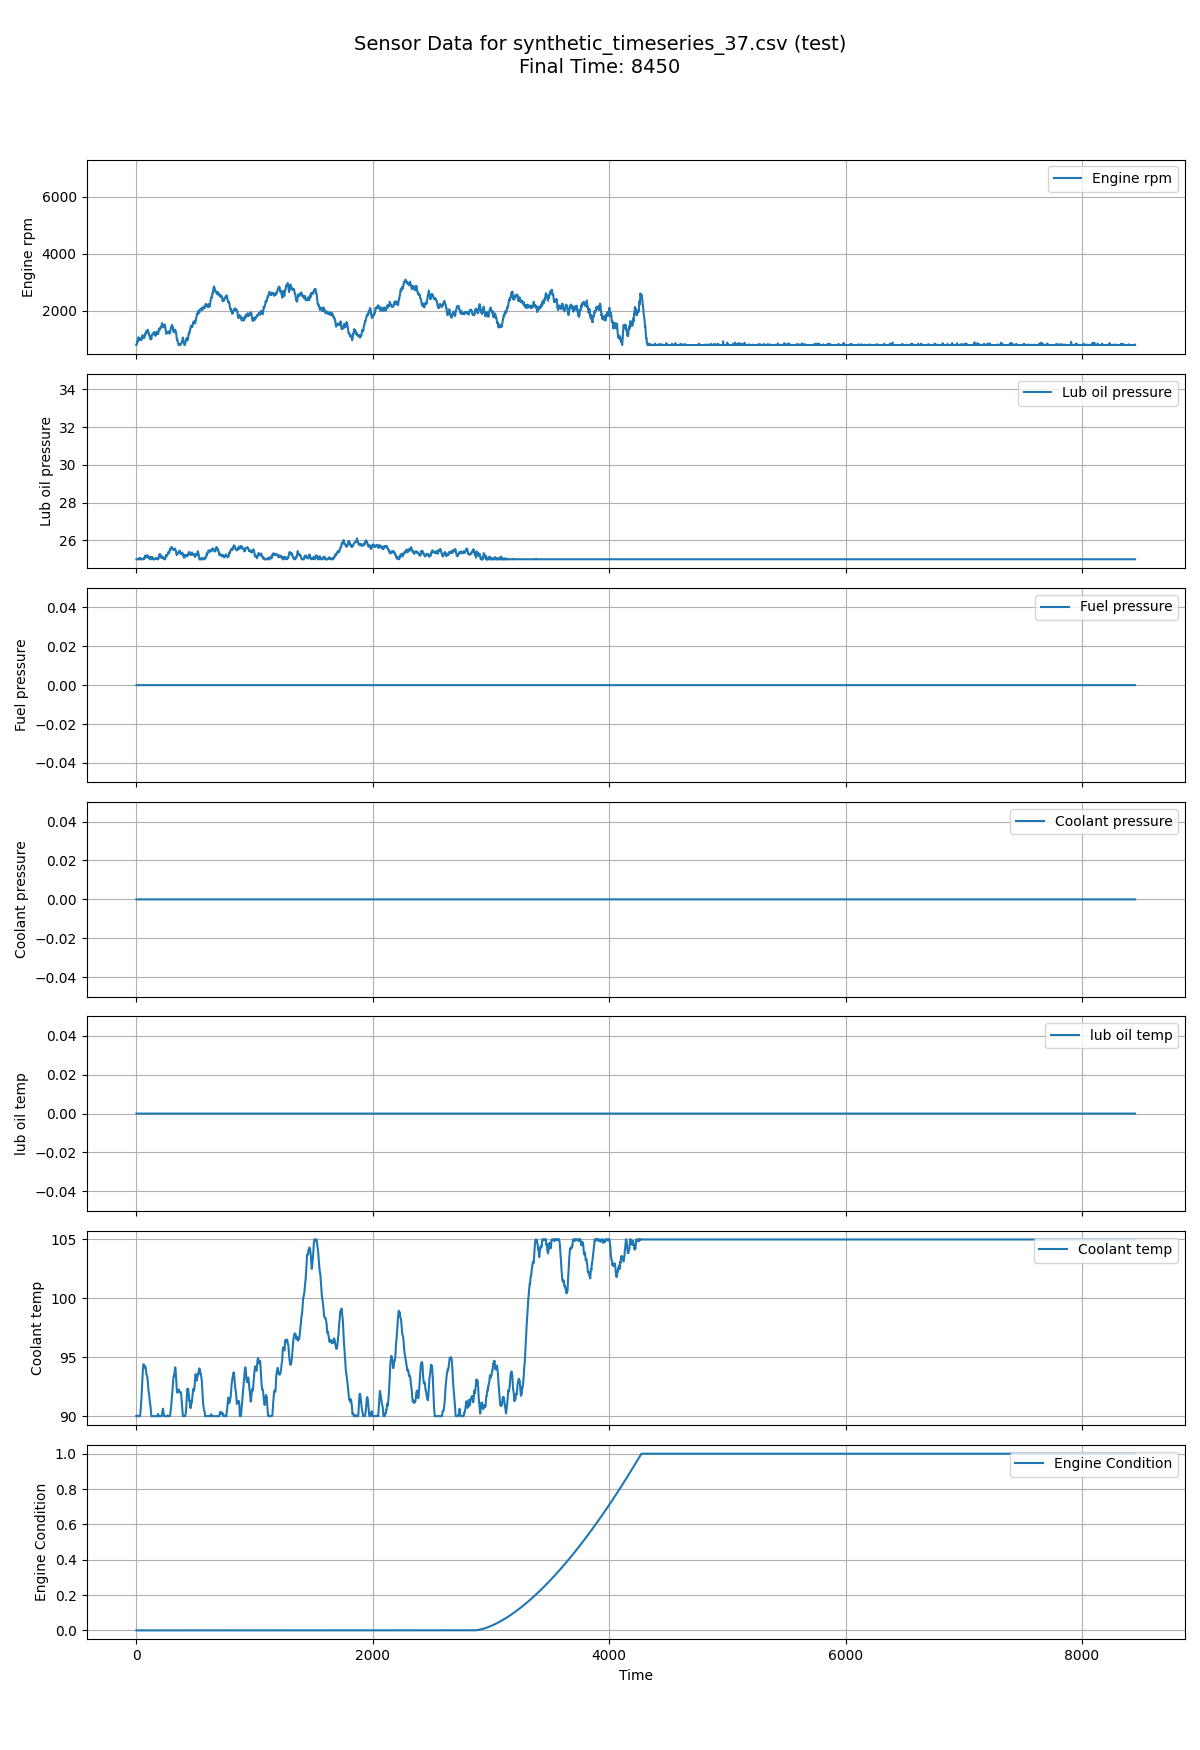 Sensor Data for synthetic_timeseries_37.csv (test)
Final Time: 8450
Engine rpm
6000
4000
2000
Engine rpm
Lub oil pressure
34
32
30
28
26
Lub oil pressure
Fuel pressure
0.04
0.02
0.00
−0.02
−0.04
Fuel pressure
Coolant pressure
0.04
0.02
0.00
−0.02
−0.04
Coolant pressure
lub oil temp
0.04
0.02
0.00
−0.02
−0.04
lub oil temp
Coolant temp
105
100
95
90
Coolant temp
Engine Condition
1.0
0.8
0.6
0.4
0.2
0.0
Engine Condition
0 2000 4000 6000 8000
Time